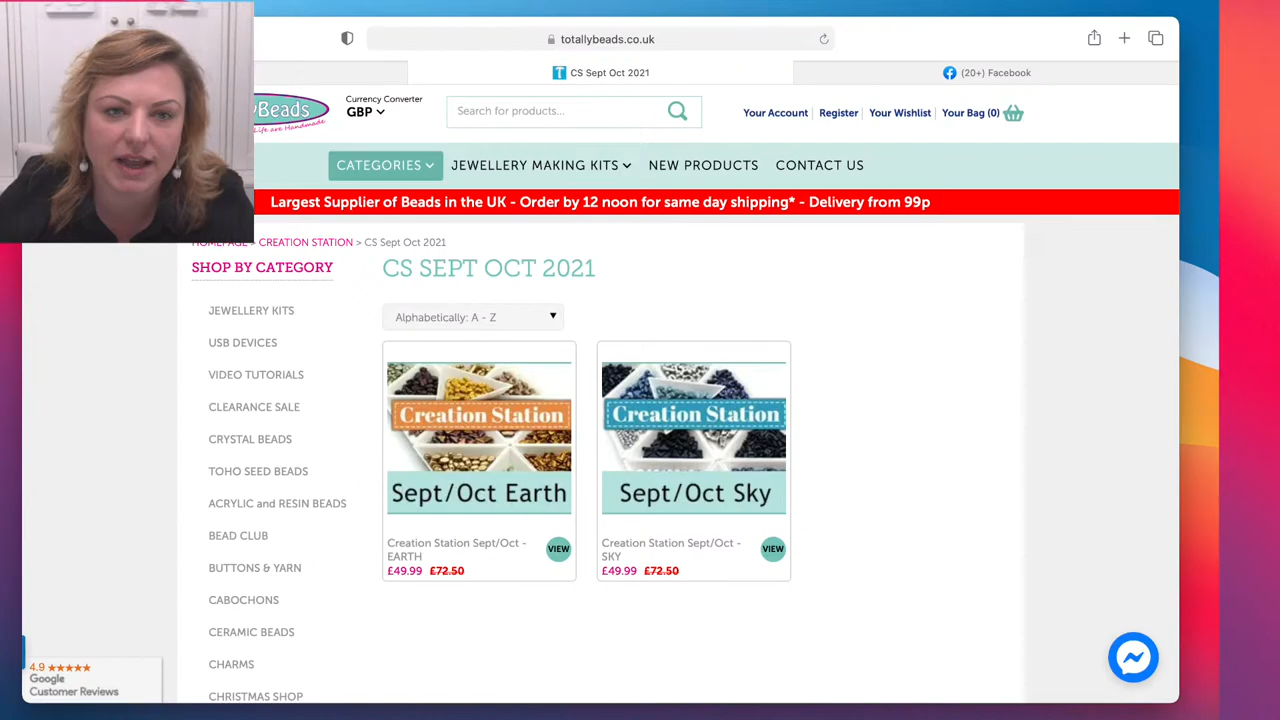 totallybeads.co.uk
CS Sept Oct 2021
(20+) Facebook
Beads
Life are Handmade
Currency Converter
GBP
Search for products...
Your Account
Register
Your Wishlist
Your Bag (0)
CATEGORIES
JEWELLERY MAKING KITS
NEW PRODUCTS
CONTACT US
Largest Supplier of Beads in the UK - Order by 12 noon for same day shipping* - Delivery from 99p
HOMEPAGE > CREATION STATION > CS Sept Oct 2021
SHOP BY CATEGORY
JEWELLERY KITS
USB DEVICES
VIDEO TUTORIALS
CLEARANCE SALE
CRYSTAL BEADS
TOHO SEED BEADS
ACRYLIC and RESIN BEADS
BEAD CLUB
BUTTONS & YARN
CABOCHONS
CERAMIC BEADS
CHARMS
CHRISTMAS SHOP
CS SEPT OCT 2021
Alphabetically: A - Z
Creation Station
Sept/Oct Earth
Creation Station Sept/Oct -
EARTH
VIEW
£49.99 £72.50
Creation Station
Sept/Oct Sky
Creation Station Sept/Oct -
SKY
VIEW
£49.99 £72.50
4.9
Google
Customer Reviews